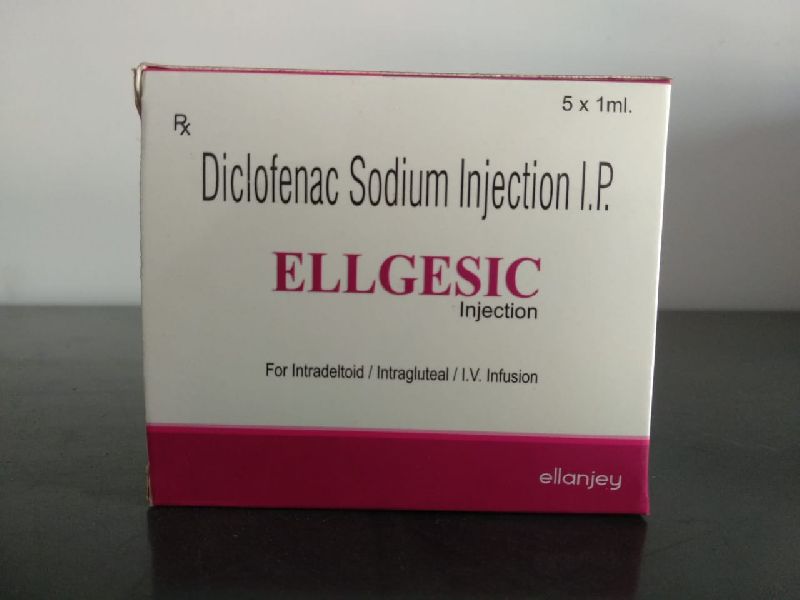 5 x 1ml.
Rx
Diclofenac Sodium Injection I.P.
ELLGESIC
Injection
For Intradeltoid / Intragluteal / I.V. Infusion
ellanjey